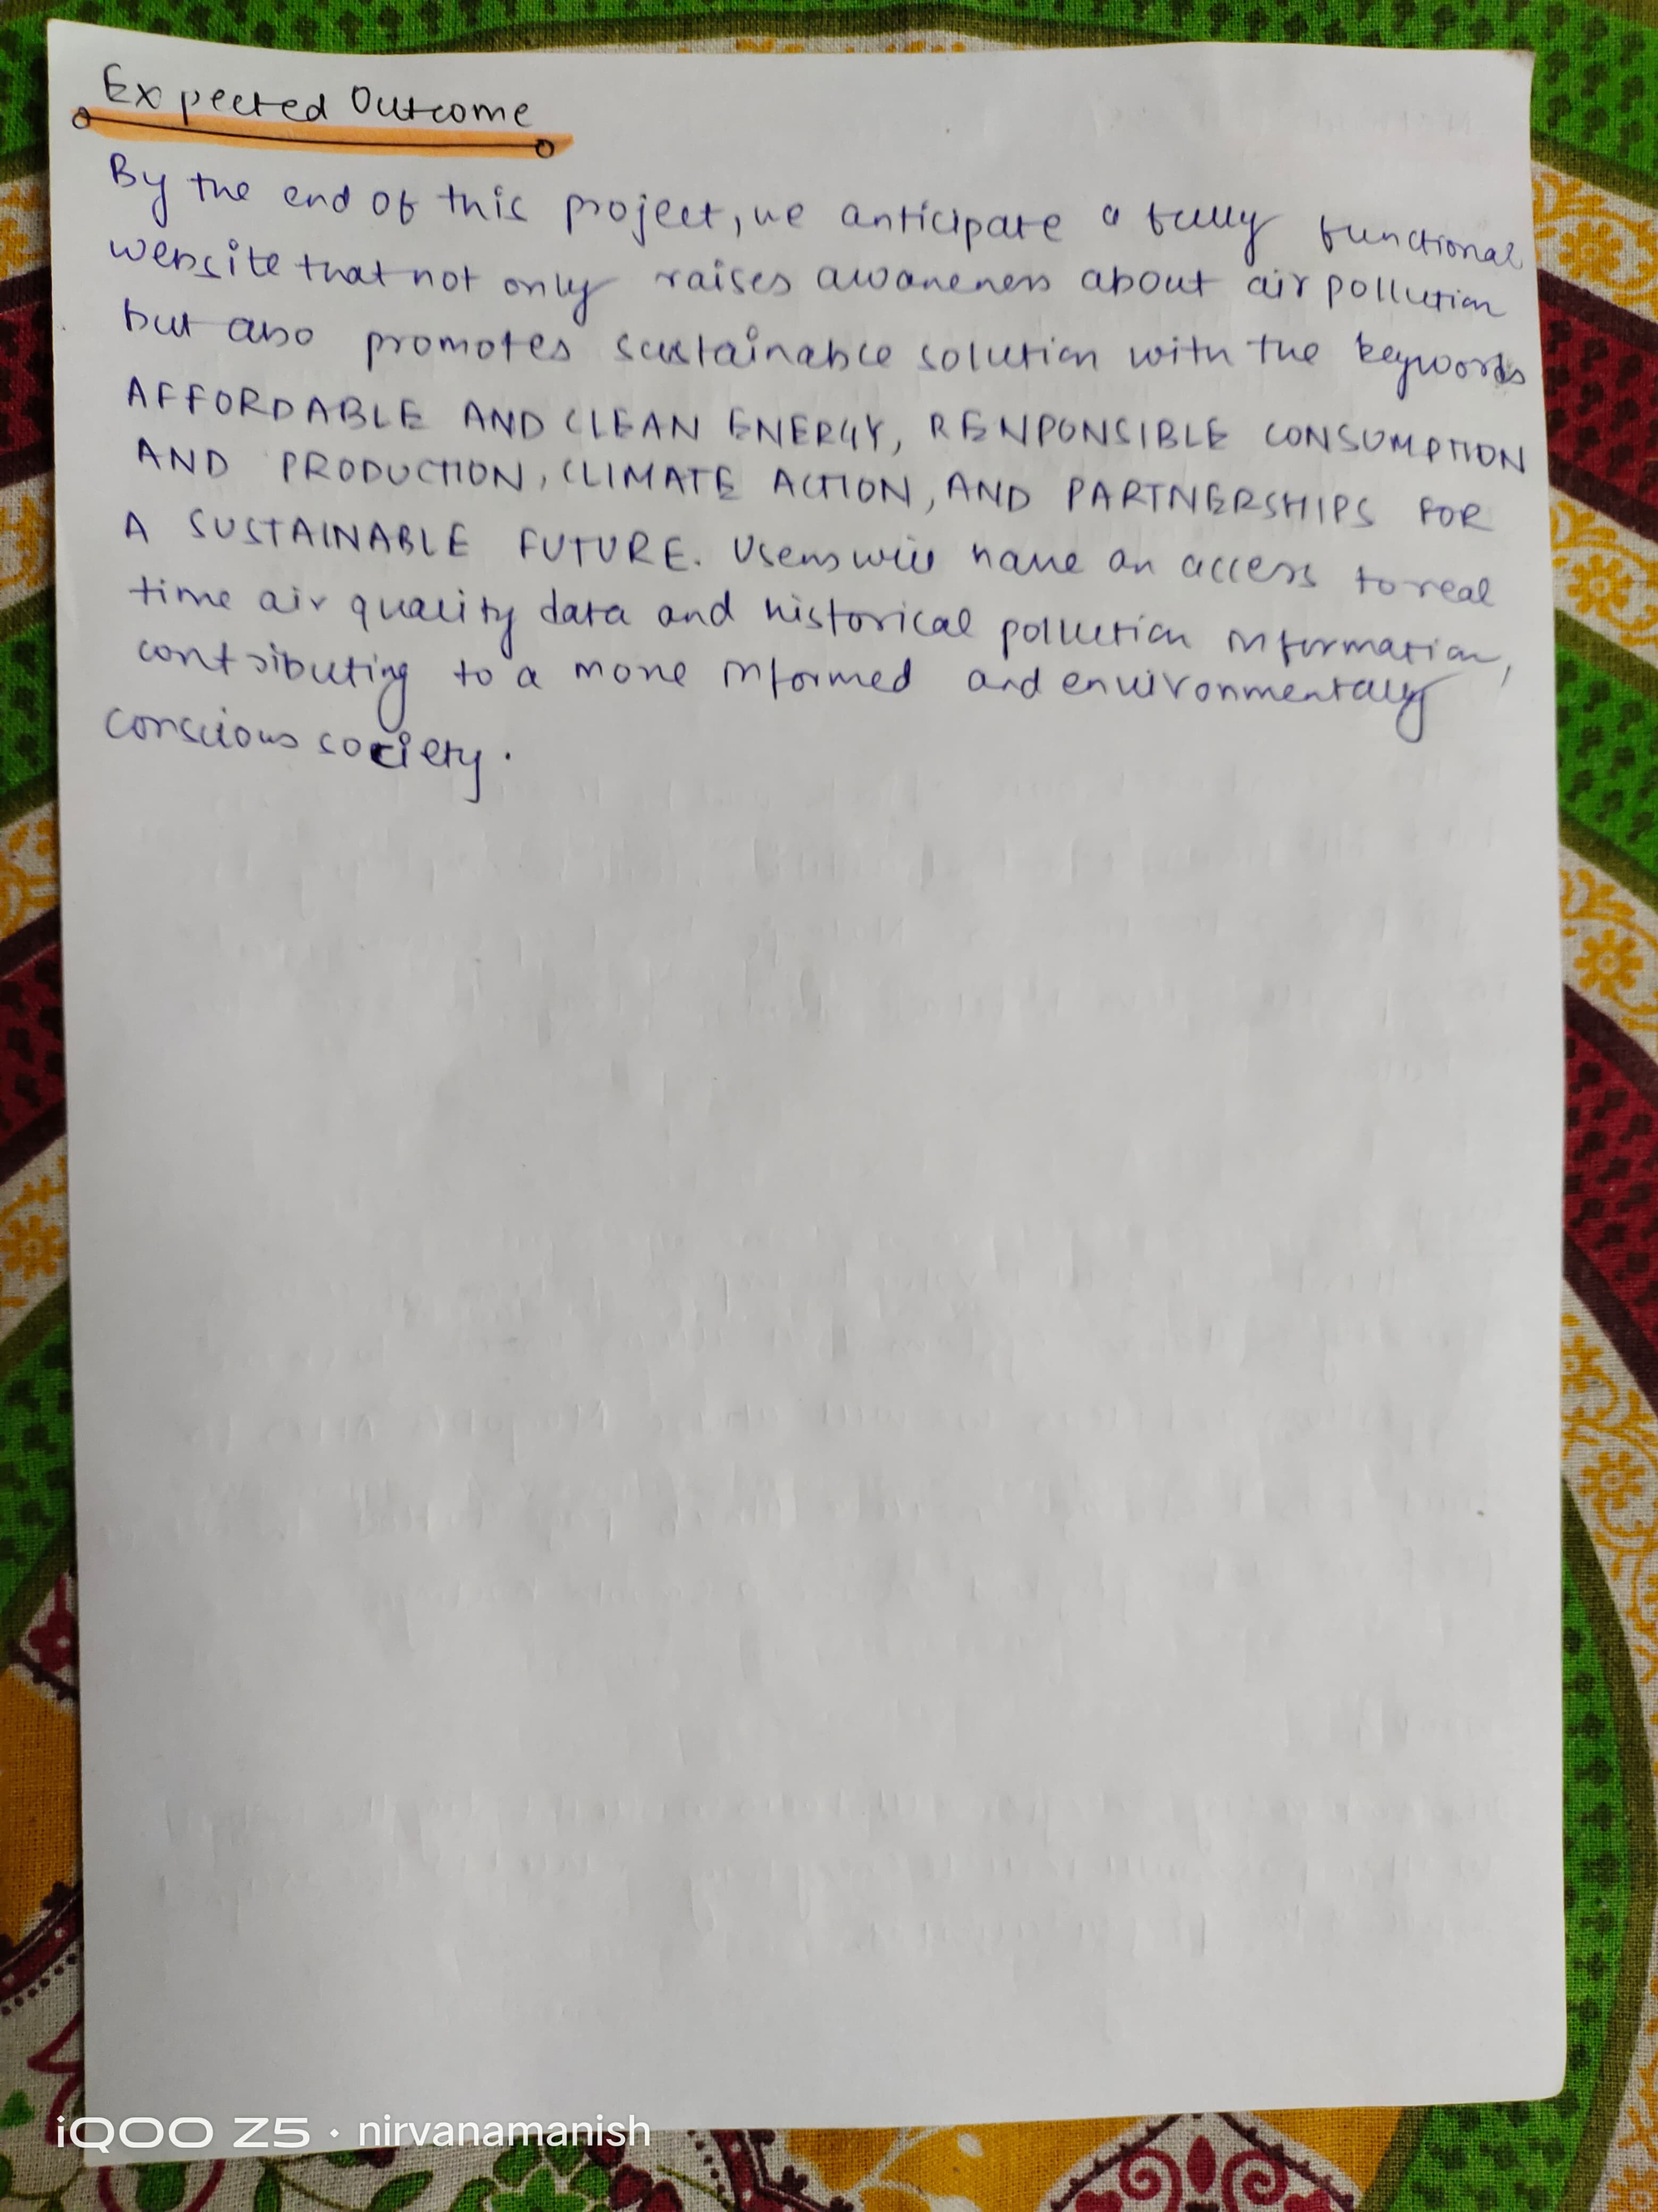 Expected Outcome
By the end of this project, we anticipate a fully functional
website that not only raises awareness about air pollution
but also promotes sustainable solution with the keywords
AFFORDABLE AND CLEAN ENERGY, RENPONSIBLE CONSUMPTION
AND PRODUCTION, CLIMATE ACTION, AND PARTNERSHIPS FOR
A SUSTAINABLE FUTURE. Users will have an access to real
time air quality data and historical pollution information,
contributing to a more informed and environmentally
conscious society.
iQOO Z5 · nirvanamanish